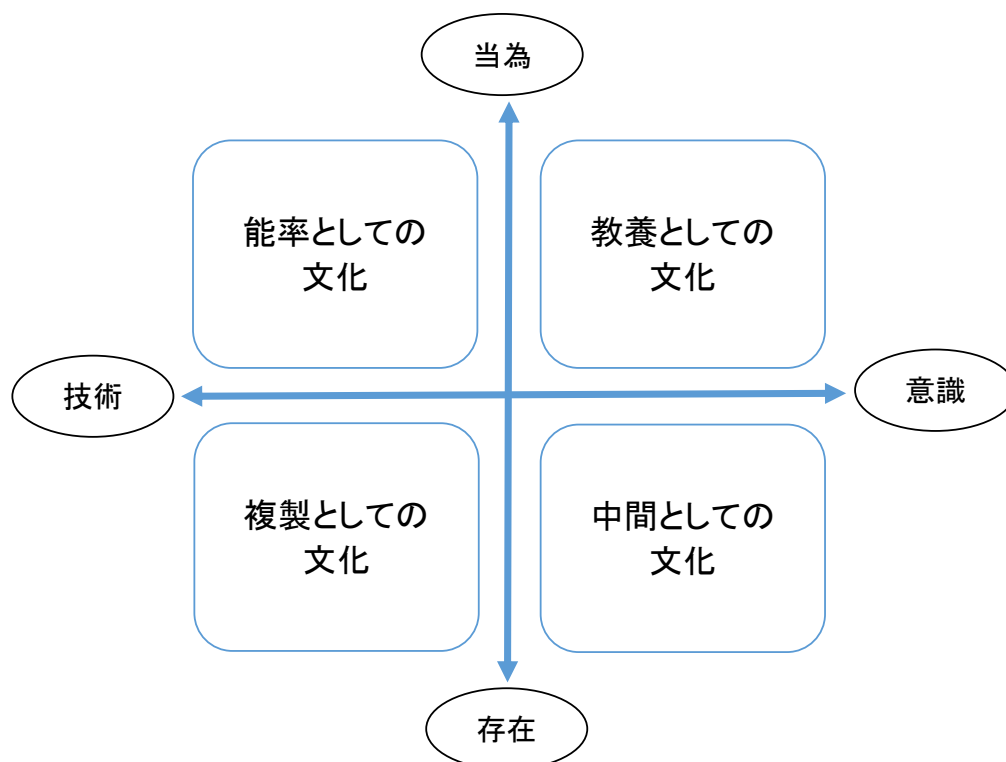 当為
能率としての
文化
教養としての
文化
技術
意識
複製としての
文化
中間としての
文化
存在